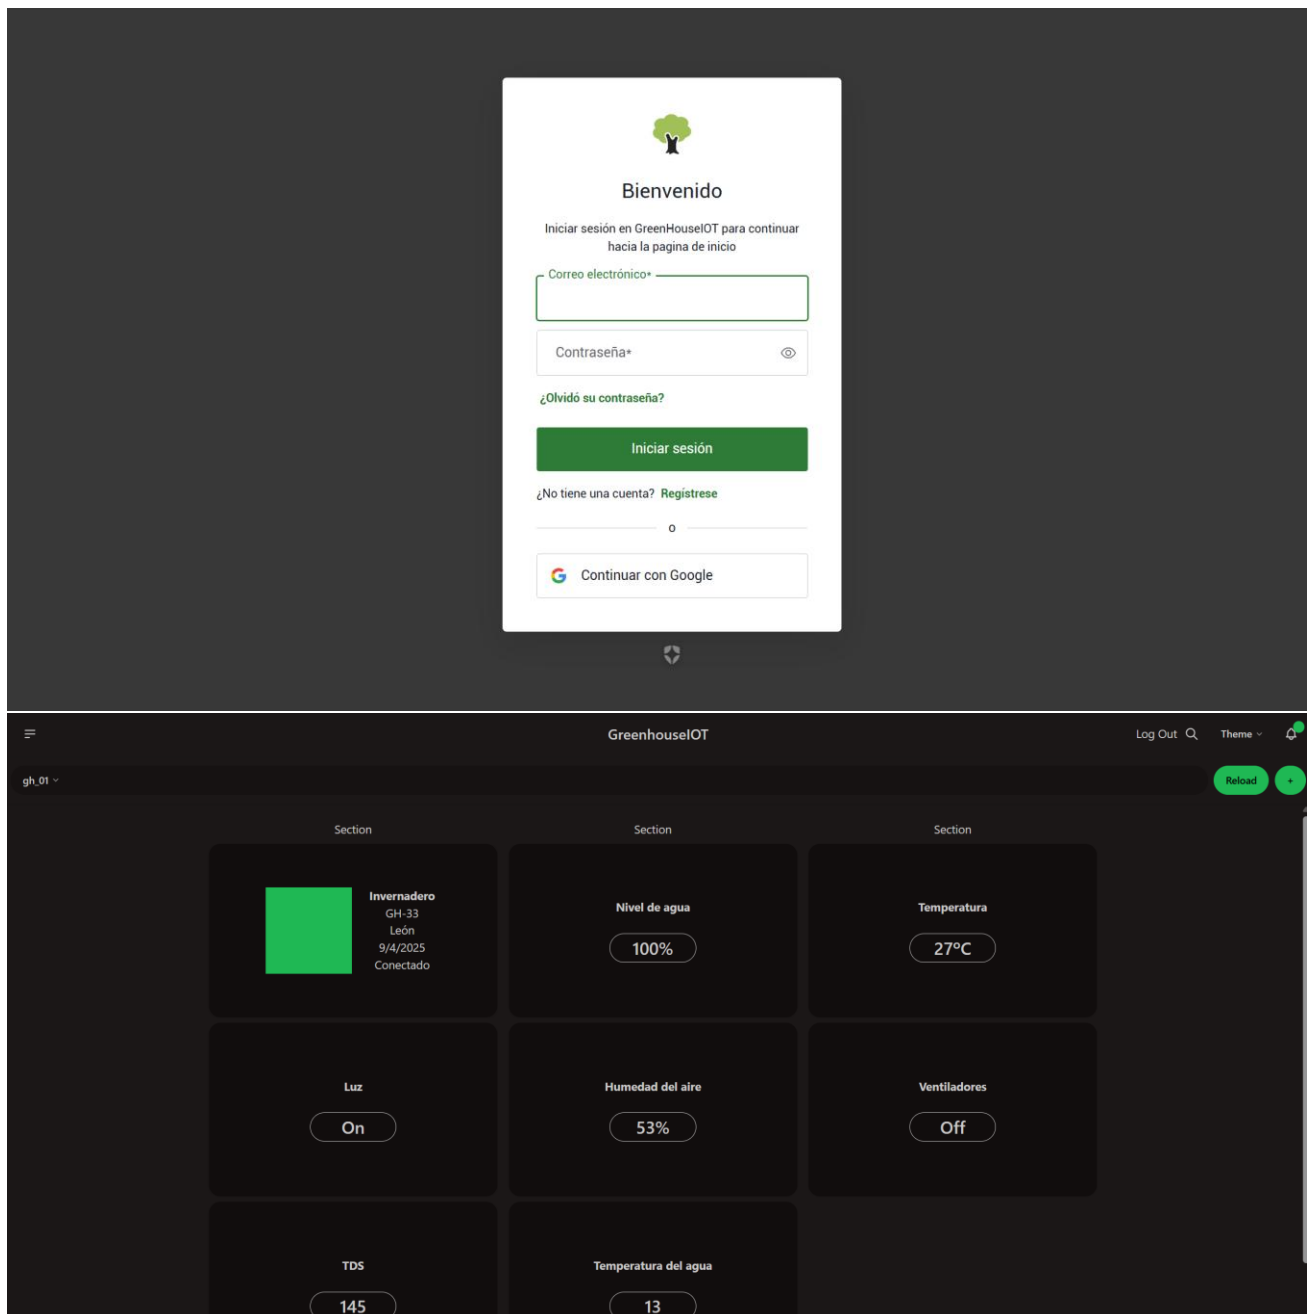 Bienvenido
Iniciar sesión en GreenHouseIOT para continuar
hacia la pagina de inicio
Correo electrónico*
Contraseña*
¿Olvidó su contraseña?
Iniciar sesión
¿No tiene una cuenta? Regístrese
o
Continuar con Google
GreenhouseIOT
Log Out
Theme
gh_01
Reload
+
Section
Section
Section
Invernadero
GH-33
León
9/4/2025
Conectado
Nivel de agua
100%
Temperatura
27°C
Luz
On
Humedad del aire
53%
Ventiladores
Off
TDS
145
Temperatura del agua
13